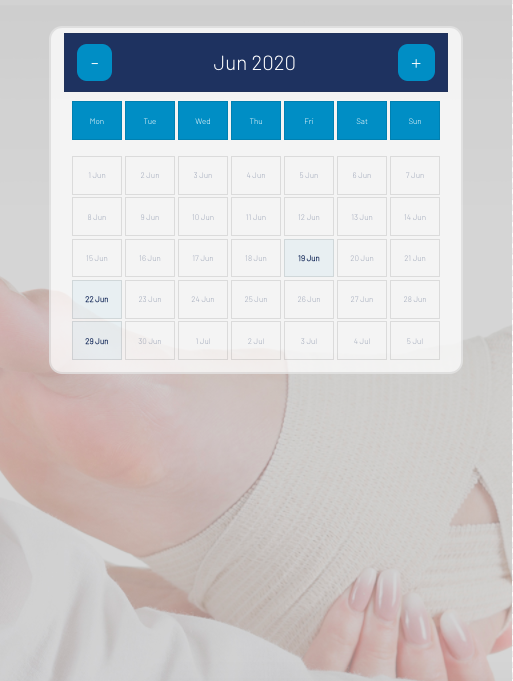 − Jun 2020 +
Mon Tue Wed Thu Fri Sat Sun
1 Jun 2 Jun 3 Jun 4 Jun 5 Jun 6 Jun 7 Jun
8 Jun 9 Jun 10 Jun 11 Jun 12 Jun 13 Jun 14 Jun
15 Jun 16 Jun 17 Jun 18 Jun 19 Jun 20 Jun 21 Jun
22 Jun 23 Jun 24 Jun 25 Jun 26 Jun 27 Jun 28 Jun
29 Jun 30 Jun 1 Jul 2 Jul 3 Jul 4 Jul 5 Jul